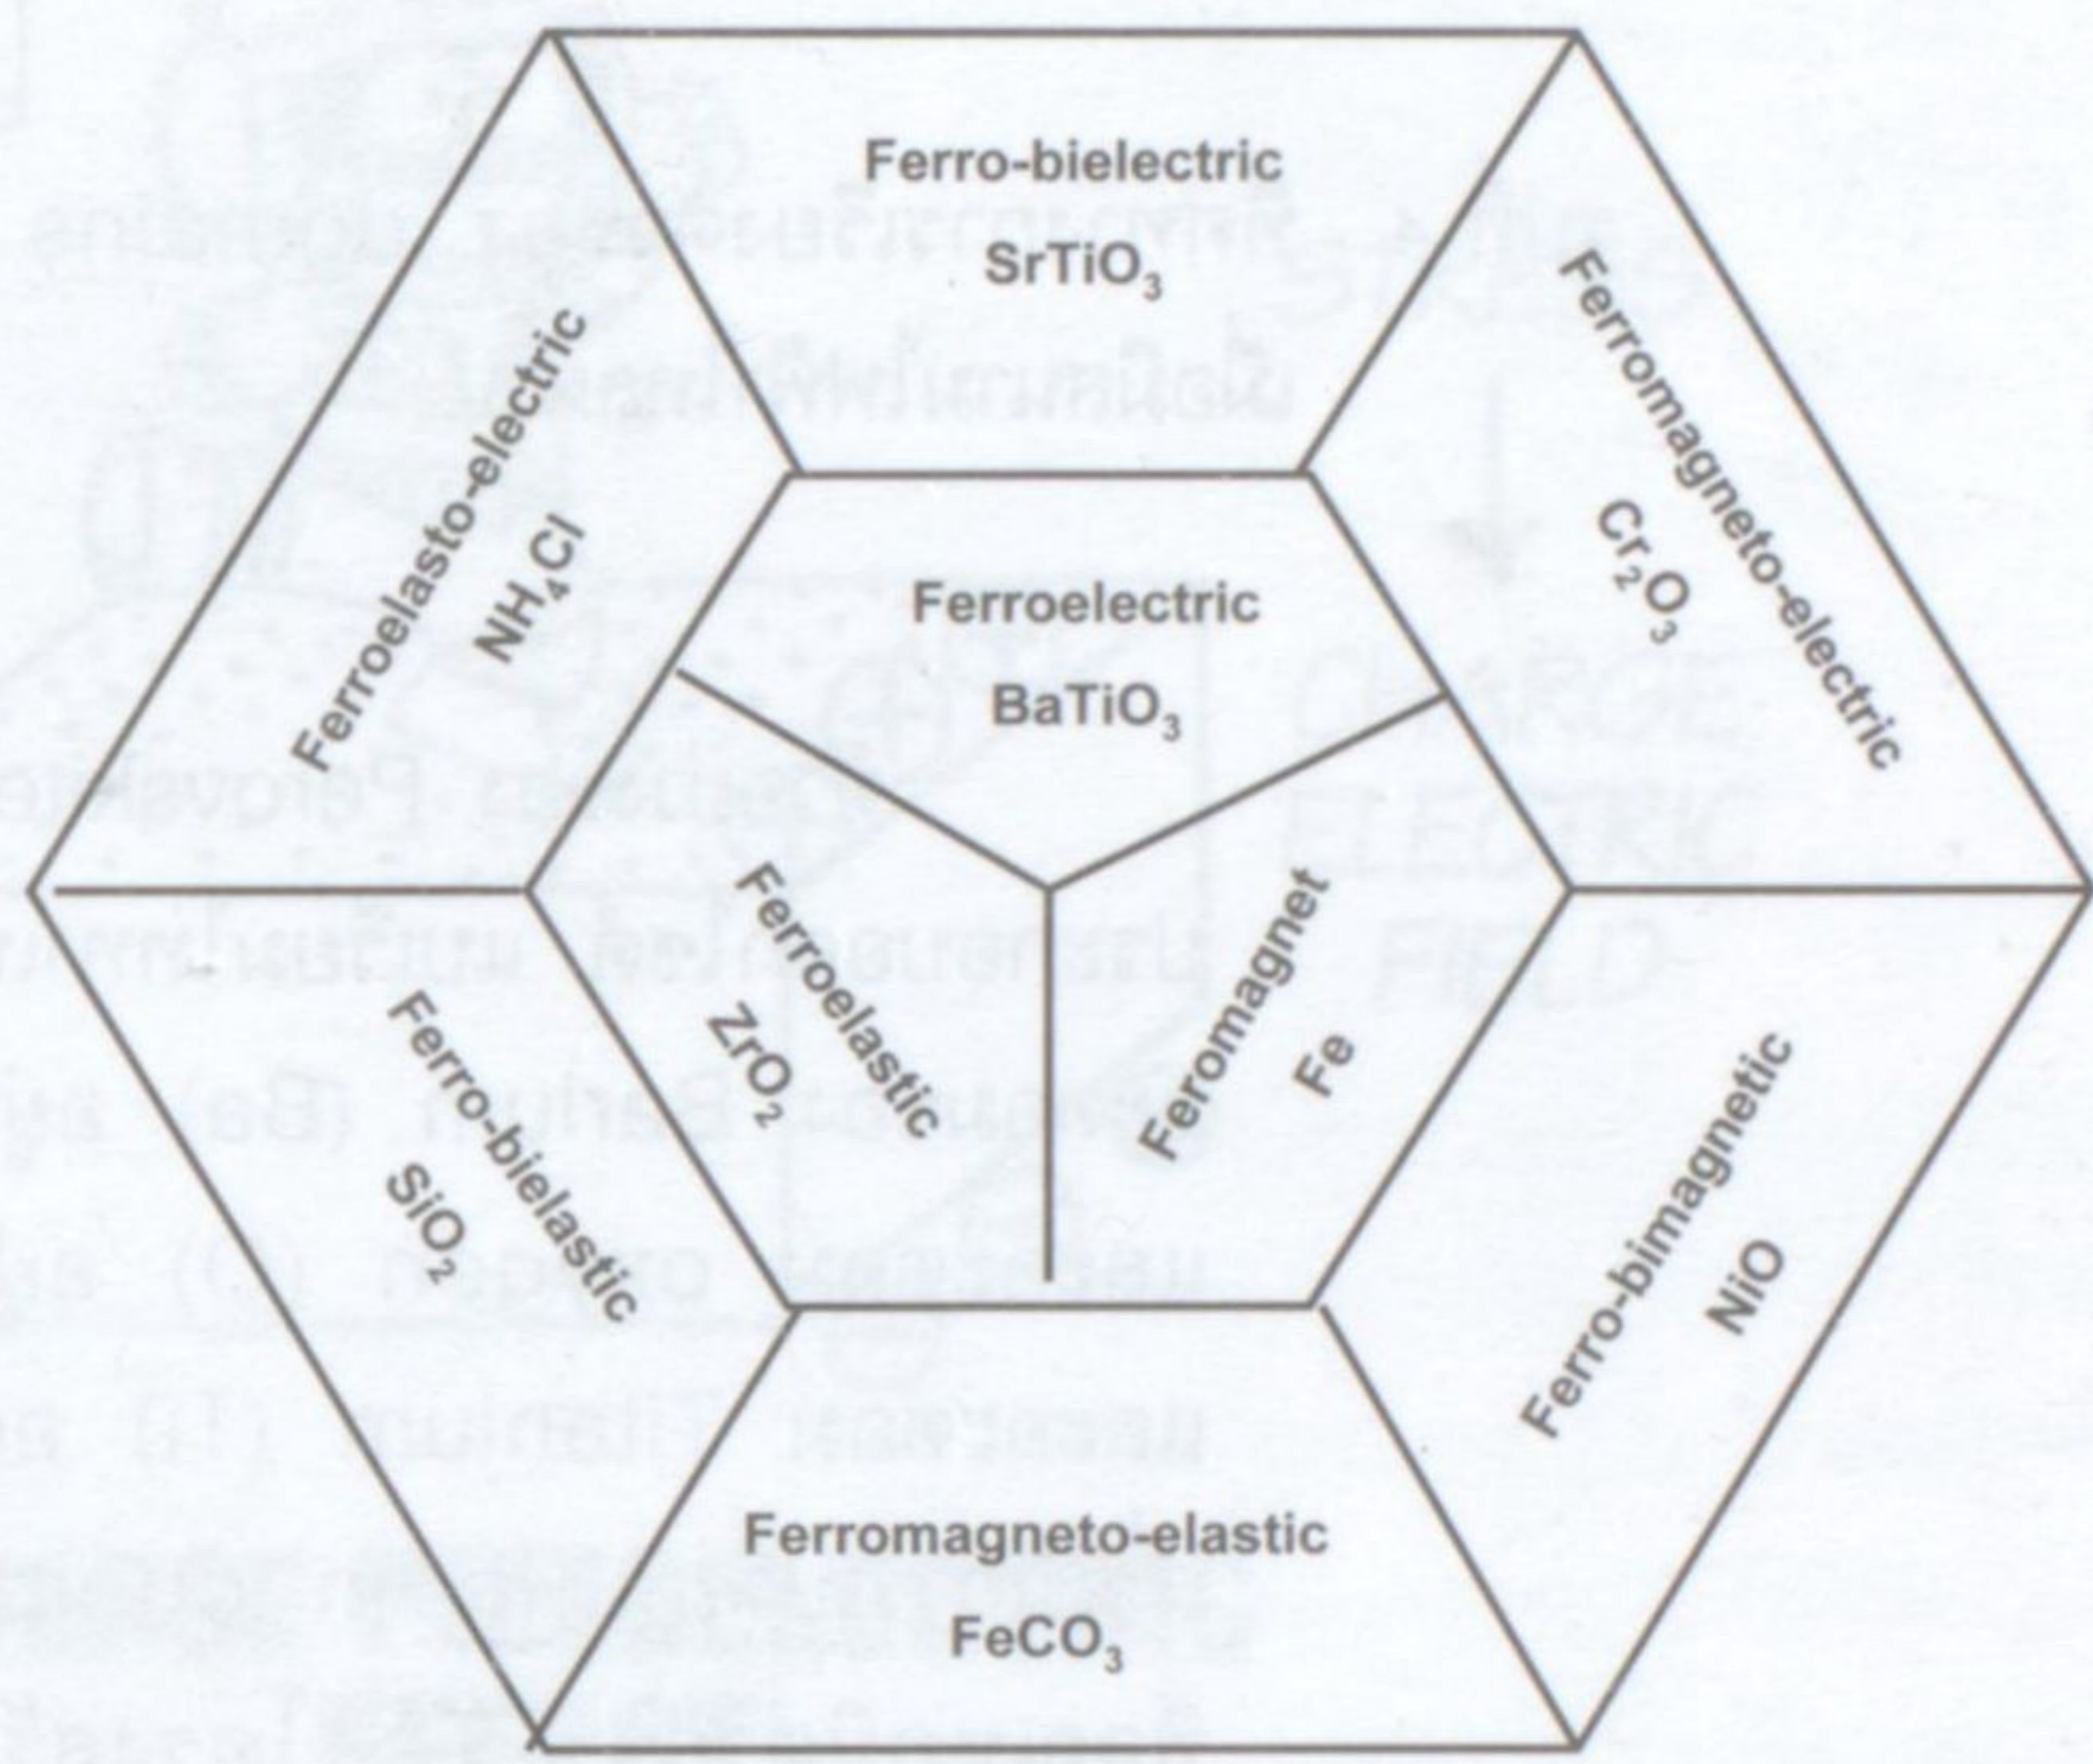 Ferro-bielectric
SrTiO₃
Ferroelasto-electric
NH₄Cl
Ferromagneto-electric
Cr₂O₃
Ferroelectric
BaTiO₃
Ferroelastic
ZrO₂
Feromagnet
Fe
Ferro-bielastic
SiO₂
Ferro-bimagnetic
NiO
Ferromagneto-elastic
FeCO₃